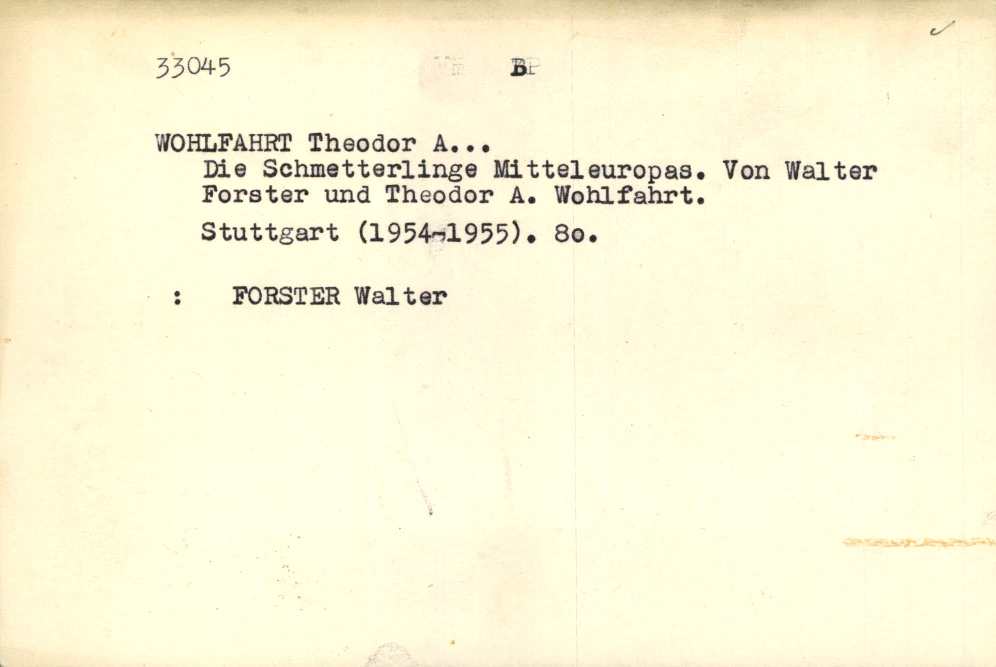 33045 B
WOHLFAHRT Theodor A...
Die Schmetterlinge Mitteleuropas. Von Walter
Forster und Theodor A. Wohlfahrt.
Stuttgart (1954-1955). 8o.
: FORSTER Walter